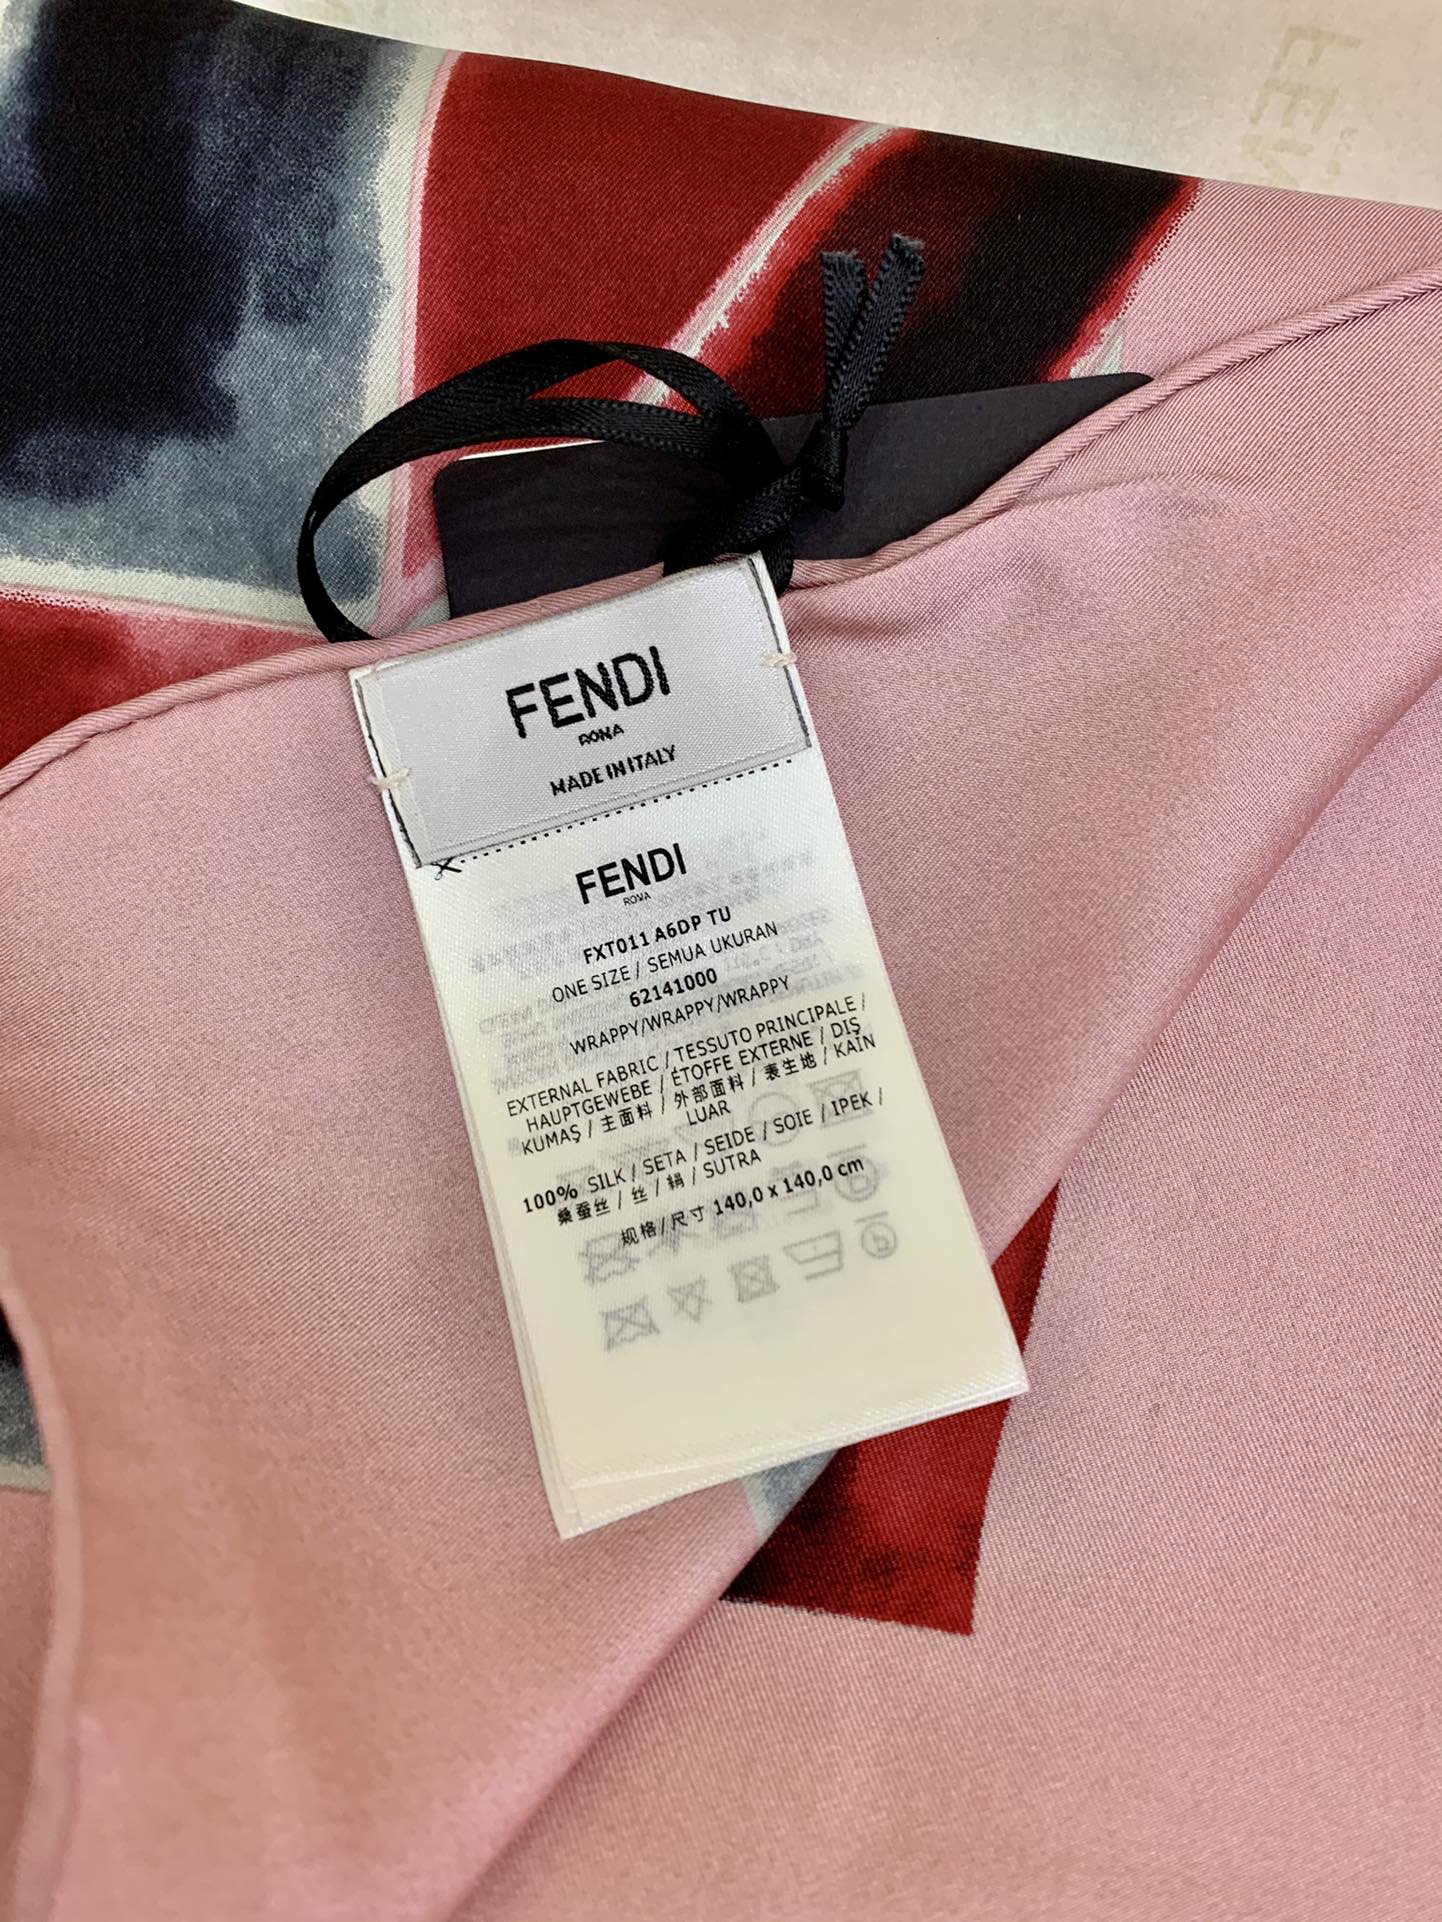 FENDI
ROMA
MADE IN ITALY
FENDI
ROMA
FXT011 A6DP TU
ONE SIZE / SEMUA UKURAN
62141000
WRAPPY/WRAPPY/WRAPPY
EXTERNAL FABRIC / TESSUTO PRINCIPALE /
HAUPTGEWEBE / ÉTOFFE EXTERNE / DIŞ
KUMAŞ / 主面料 / 外部面料 / 表生地 / KAIN
LUAR
100% SILK / SETA / SEIDE / SOIE / IPEK /
桑蚕丝 / 丝 / 絹 / SUTRA
规格/尺寸 140,0 x 140,0 cm